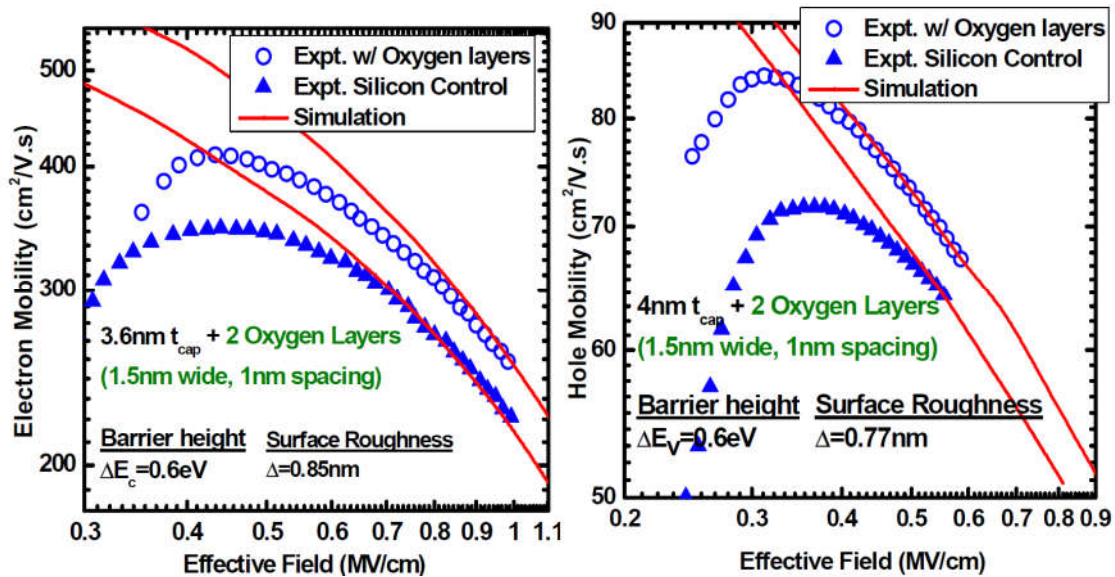 Expt. w/ Oxygen layers
Expt. Silicon Control
Simulation
500
400
300
200
Electron Mobility (cm²/V.s)
3.6nm t_cap + 2 Oxygen Layers
(1.5nm wide, 1nm spacing)
Barrier height Surface Roughness
ΔE_c=0.6eV Δ=0.85nm
0.3 0.4 0.5 0.6 0.7 0.8 0.9 1 1.1
Effective Field (MV/cm)
Expt. w/ Oxygen layers
Expt. Silicon Control
Simulation
90
80
70
60
50
Hole Mobility (cm²/V.s)
4nm t_cap + 2 Oxygen Layers
(1.5nm wide, 1nm spacing)
Barrier height Surface Roughness
ΔE_V=0.6eV Δ=0.77nm
0.2 0.3 0.4 0.5 0.6 0.7 0.8 0.9
Effective Field (MV/cm)